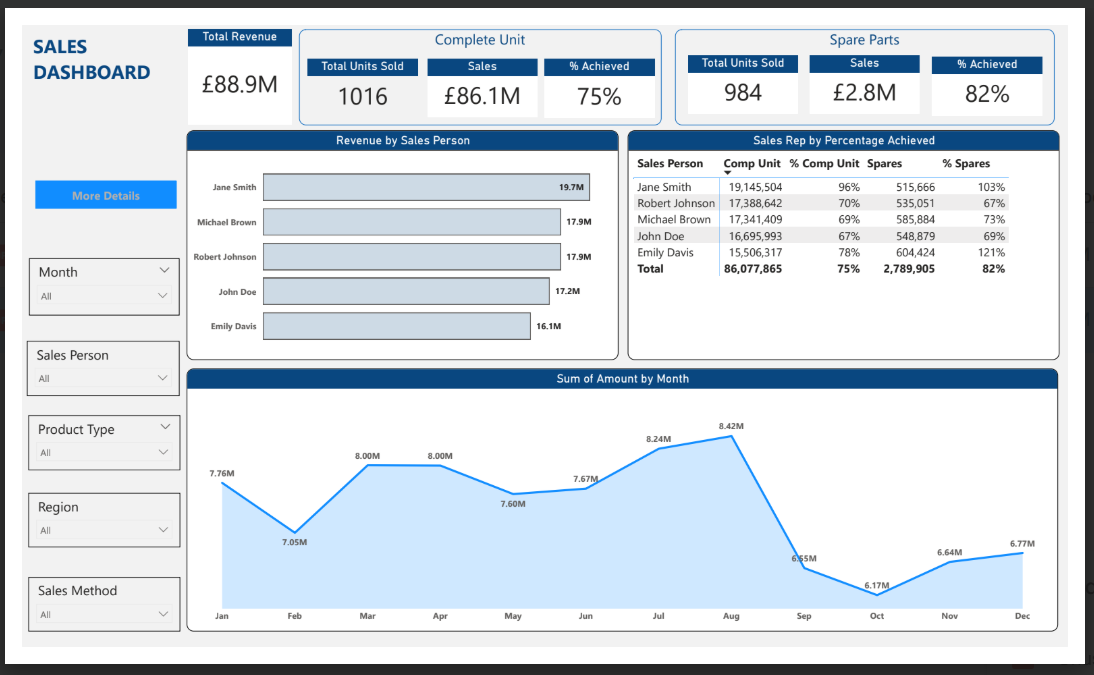 SALES
DASHBOARD
Total Revenue
£88.9M
Complete Unit
Total Units Sold
1016
Sales
£86.1M
% Achieved
75%
Spare Parts
Total Units Sold
984
Sales
£2.8M
% Achieved
82%
More Details
Month
All
Sales Person
All
Product Type
All
Region
All
Sales Method
All
Revenue by Sales Person
Jane Smith 19.7M
Michael Brown 17.9M
Robert Johnson 17.9M
John Doe 17.2M
Emily Davis 16.1M
Sales Rep by Percentage Achieved
Sales Person Comp Unit % Comp Unit Spares % Spares
Jane Smith 19,145,504 96% 515,666 103%
Robert Johnson 17,388,642 70% 535,051 67%
Michael Brown 17,341,409 69% 585,884 73%
John Doe 16,695,993 67% 548,879 69%
Emily Davis 15,506,317 78% 604,424 121%
Total 86,077,865 75% 2,789,905 82%
Sum of Amount by Month
7.76M 7.05M 8.00M 8.00M 7.60M 7.67M 8.24M 8.42M 6.55M 6.17M 6.64M 6.77M
Jan Feb Mar Apr May Jun Jul Aug Sep Oct Nov Dec